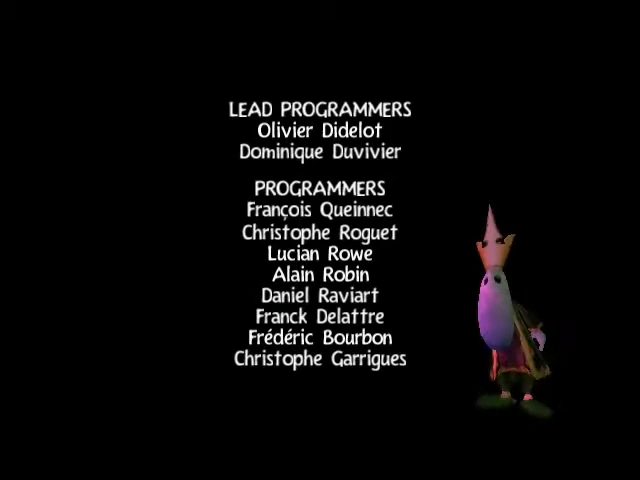 LEAD PROGRAMMERS
Olivier Didelot
Dominique Duvivier
PROGRAMMERS
François Queinnec
Christophe Roguet
Lucian Rowe
Alain Robin
Daniel Raviart
Franck Delattre
Frédéric Bourbon
Christophe Garrigues